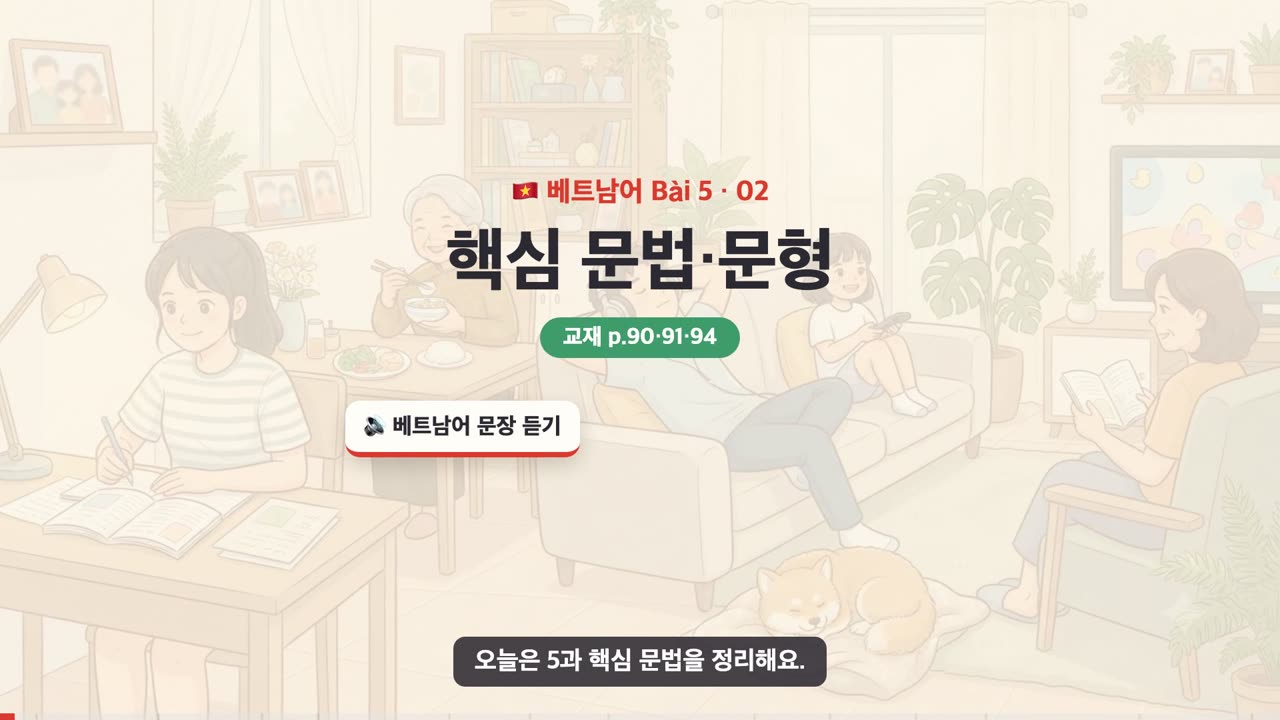 🇻🇳 베트남어 Bài 5 · 02
핵심 문법·문형
교재 p.90·91·94
🔊 베트남어 문장 듣기
오늘은 5과 핵심 문법을 정리해요.